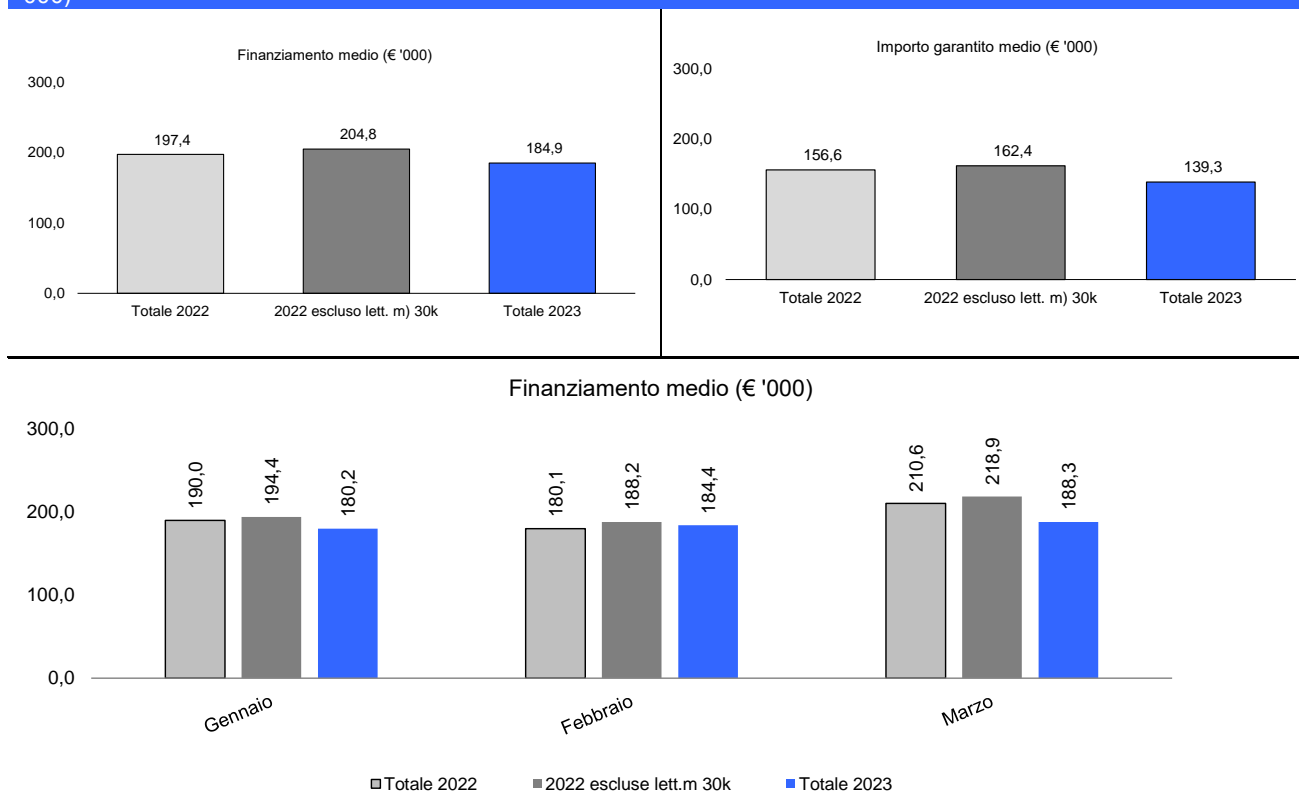 000)
Finanziamento medio (€ '000)
300,0
200,0
100,0
0,0
197,4
204,8
184,9
Totale 2022
2022 escluso lett. m) 30k
Totale 2023
Importo garantito medio (€ '000)
300,0
200,0
100,0
0,0
156,6
162,4
139,3
Totale 2022
2022 escluso lett. m) 30k
Totale 2023
Finanziamento medio (€ '000)
300,0
200,0
100,0
0,0
190,0
194,4
180,2
180,1
188,2
184,4
210,6
218,9
188,3
Gennaio
Febbraio
Marzo
Totale 2022
2022 escluse lett.m 30k
Totale 2023